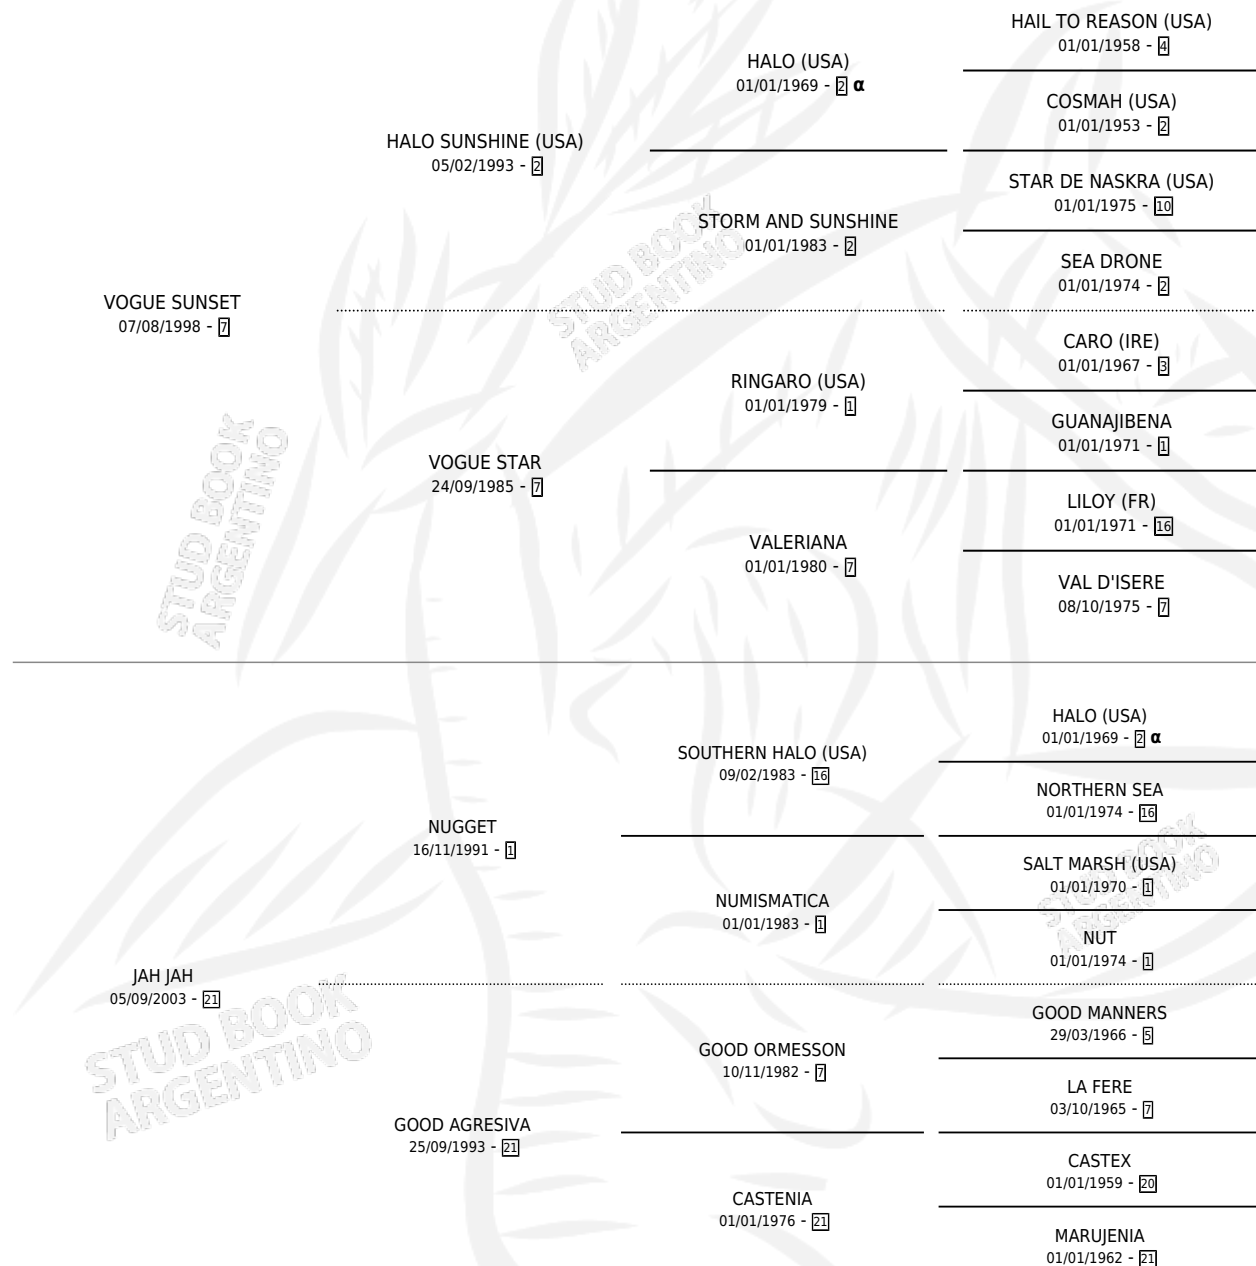 HAIL TO REASON (USA)
01/01/1958 - 4
HALO (USA)
01/01/1969 - 2 α
COSMAH (USA)
01/01/1953 - 2
HALO SUNSHINE (USA)
05/02/1993 - 2
STAR DE NASKRA (USA)
01/01/1975 - 10
STORM AND SUNSHINE
01/01/1983 - 2
SEA DRONE
01/01/1974 - 2
VOGUE SUNSET
07/08/1998 - 7
CARO (IRE)
01/01/1967 - 3
RINGARO (USA)
01/01/1979 - 1
GUANAJIBENA
01/01/1971 - 1
VOGUE STAR
24/09/1985 - 7
LILOY (FR)
01/01/1971 - 16
VALERIANA
01/01/1980 - 7
VAL D'ISERE
08/10/1975 - 7
HALO (USA)
01/01/1969 - 2 α
SOUTHERN HALO (USA)
09/02/1983 - 16
NORTHERN SEA
01/01/1974 - 16
NUGGET
16/11/1991 - 1
SALT MARSH (USA)
01/01/1970 - 1
NUMISMATICA
01/01/1983 - 1
NUT
01/01/1974 - 1
JAH JAH
05/09/2003 - 21
GOOD MANNERS
29/03/1966 - 5
GOOD ORMESSON
10/11/1982 - 7
LA FERE
03/10/1965 - 7
GOOD AGRESIVA
25/09/1993 - 21
CASTEX
01/01/1959 - 20
CASTENIA
01/01/1976 - 21
MARUJENIA
01/01/1962 - 21
STUD BOOK
ARGENTINO
STUD BOOK
ARGENTINO
STUD BOOK
ARGENTINO
STUD BOOK
ARGENTINO